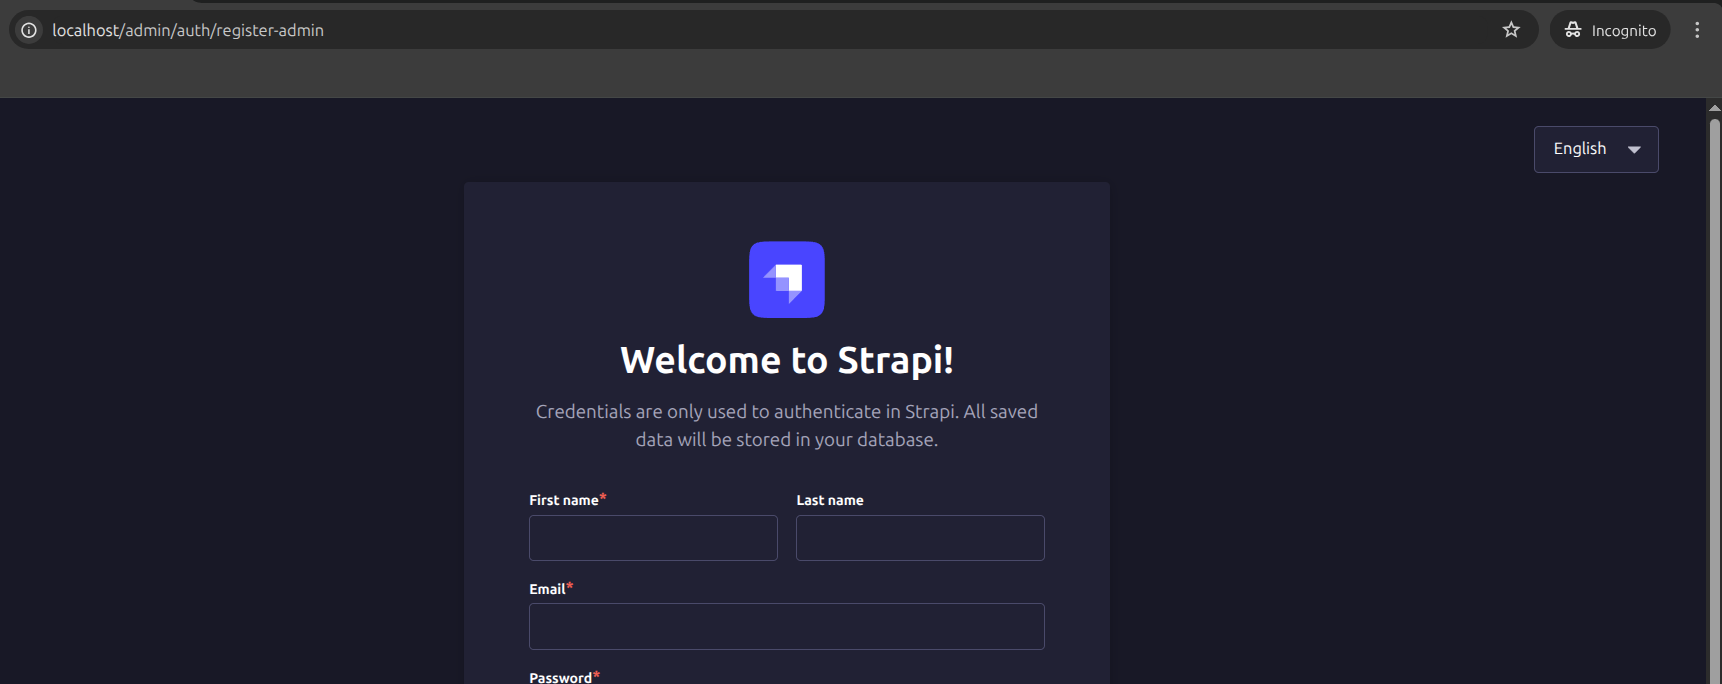 localhost/admin/auth/register-admin
Incognito
English
Welcome to Strapi!
Credentials are only used to authenticate in Strapi. All saved
data will be stored in your database.
First name* Last name
Email*
Password*